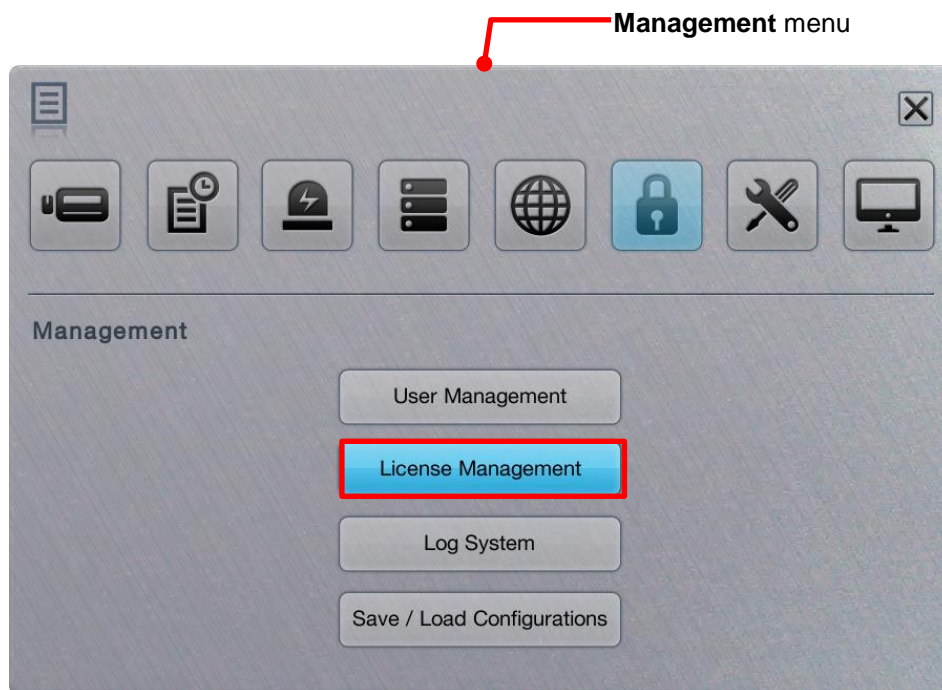 Management menu
Management
User Management
License Management
Log System
Save / Load Configurations